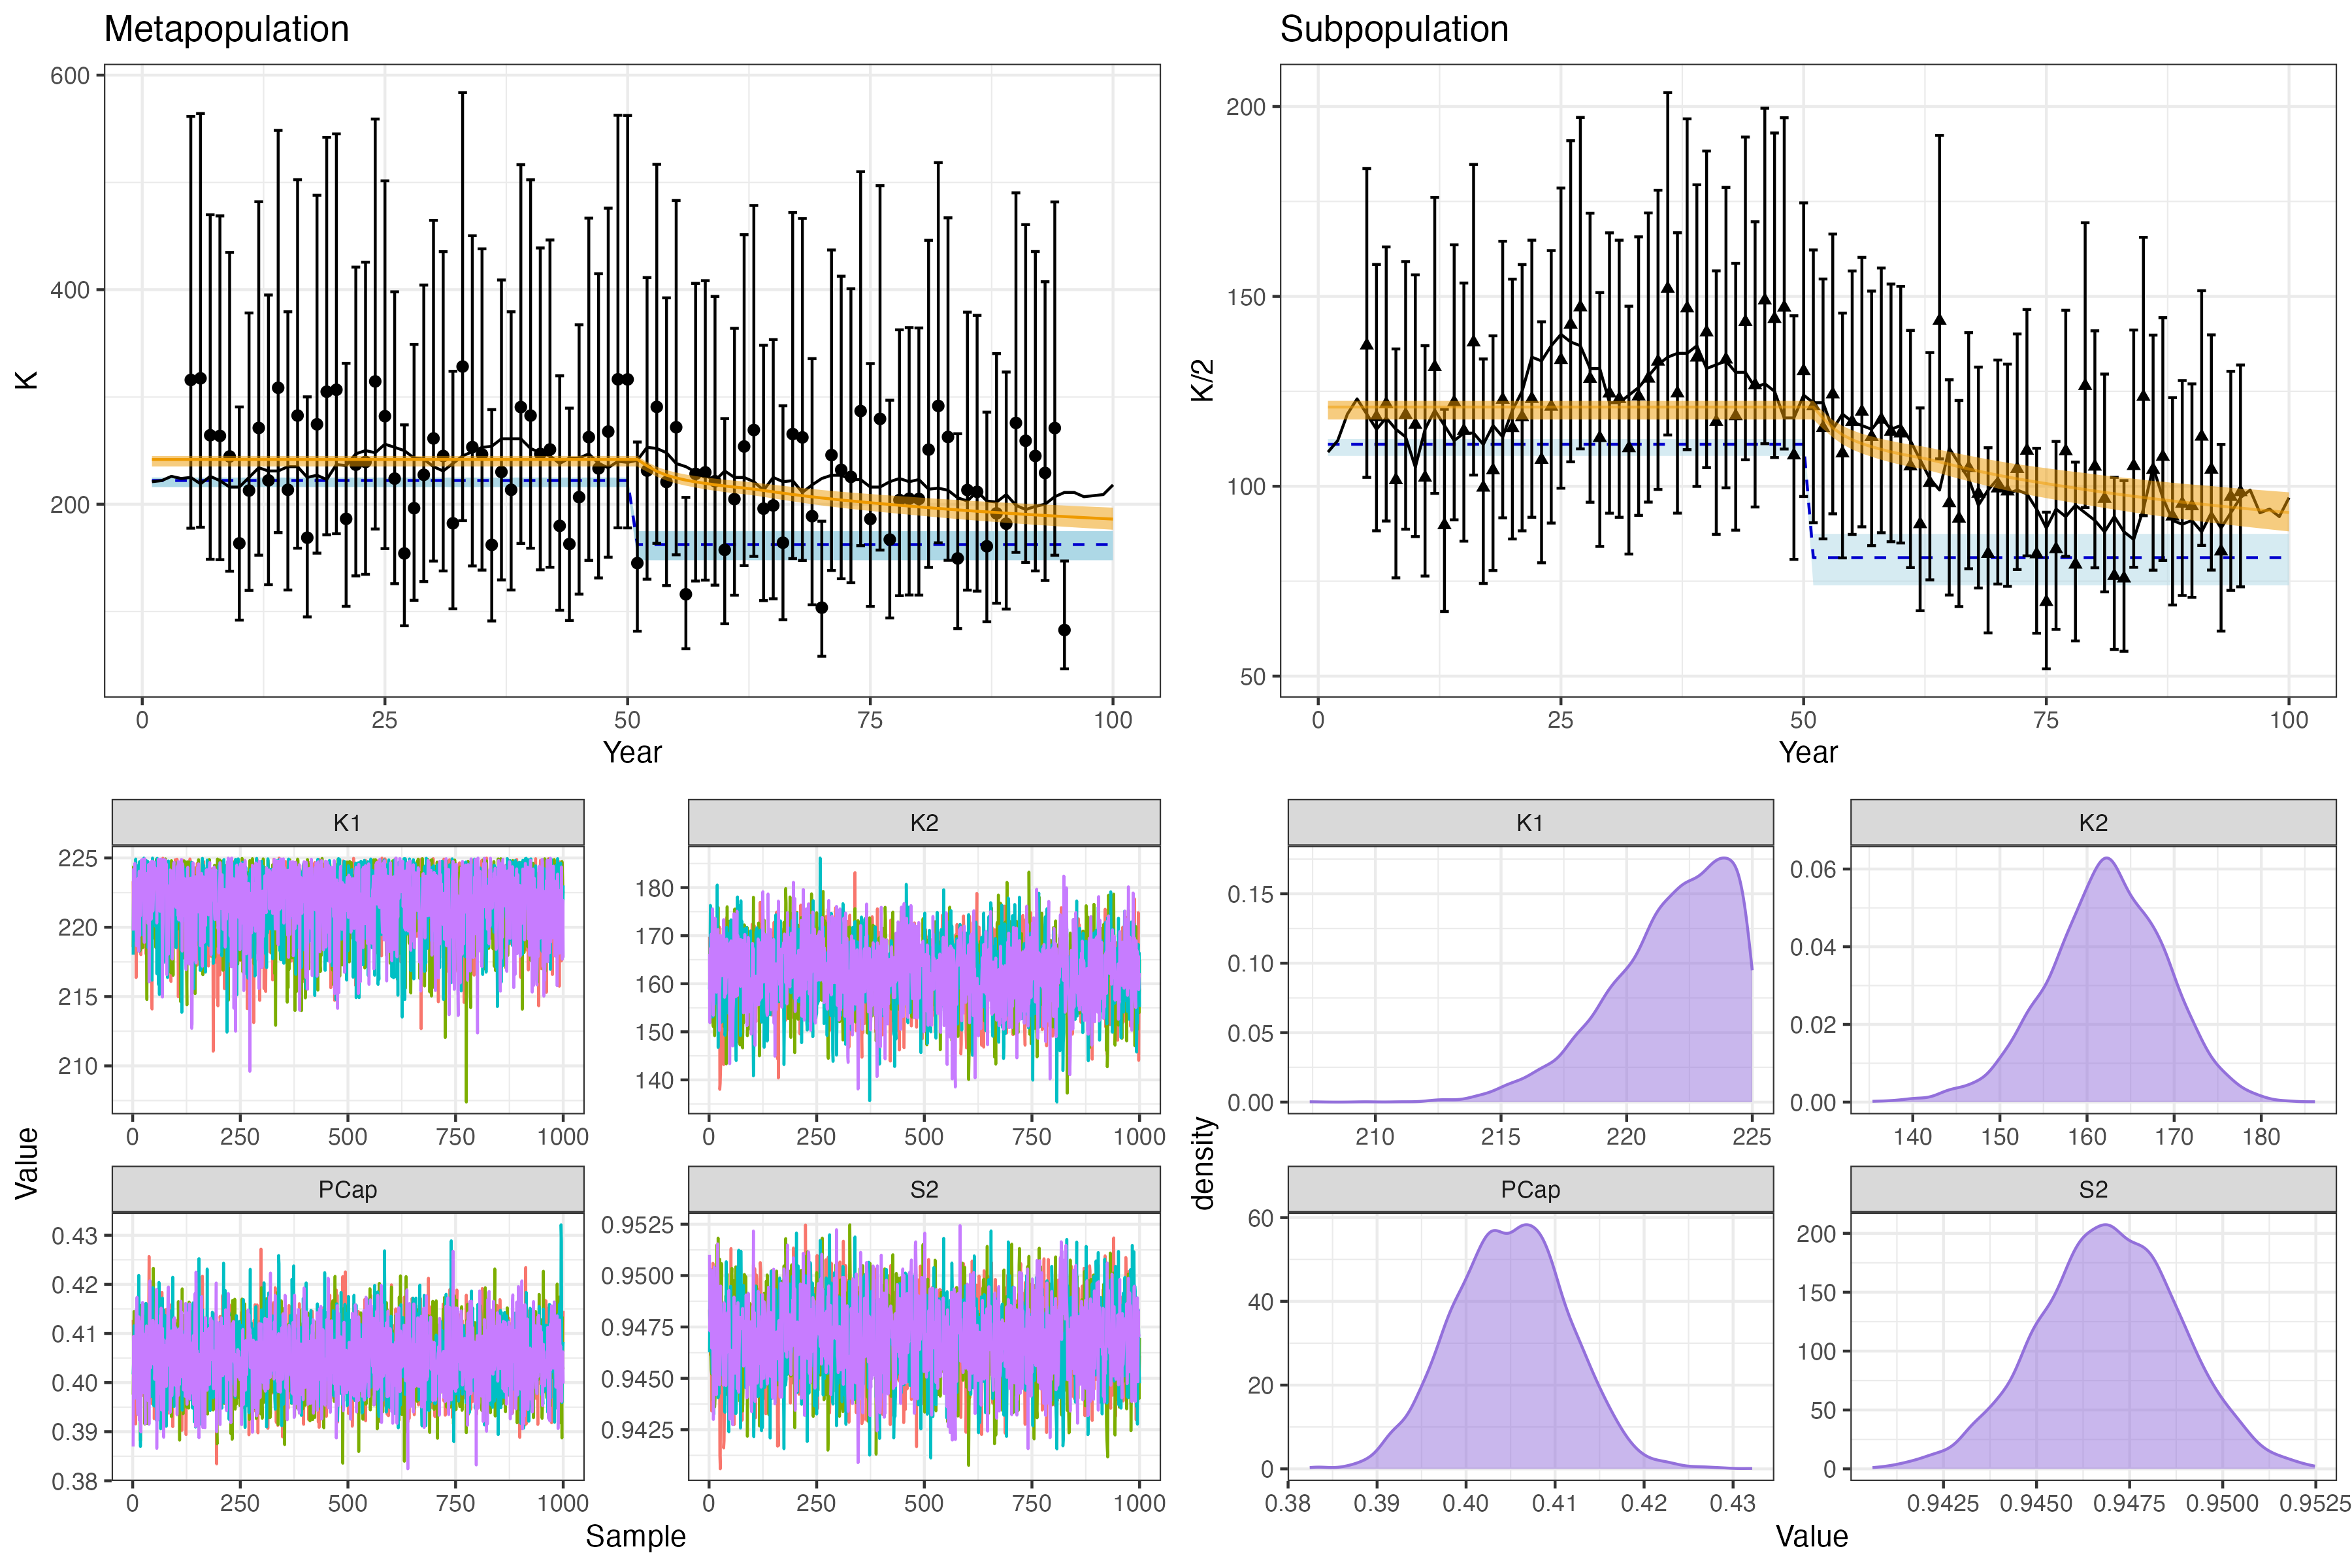 Metapopulation
Subpopulation
600
400
200
K
0 25 50 75 100
Year
200
150
100
50
K/2
0 25 50 75 100
Year
K1
K2
225
220
215
210
180
170
160
150
140
0 250 500 750 1000
0 250 500 750 1000
PCap
S2
0.43
0.42
0.41
0.40
0.39
0.38
0.9525
0.9500
0.9475
0.9450
0.9425
0 250 500 750 1000
0 250 500 750 1000
Value
Sample
K1
K2
0.15
0.10
0.05
0.00
0.06
0.04
0.02
0.00
210 215 220 225
140 150 160 170 180
PCap
S2
60
40
20
0
200
150
100
50
0
0.38 0.39 0.40 0.41 0.42 0.43
0.9425 0.9450 0.9475 0.9500 0.9525
density
Value